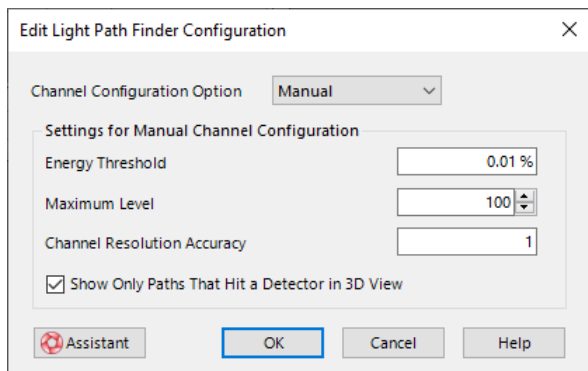 Edit Light Path Finder Configuration
Channel Configuration Option Manual
Settings for Manual Channel Configuration
Energy Threshold 0.01 %
Maximum Level 100
Channel Resolution Accuracy 1
Show Only Paths That Hit a Detector in 3D View
Assistant OK Cancel Help